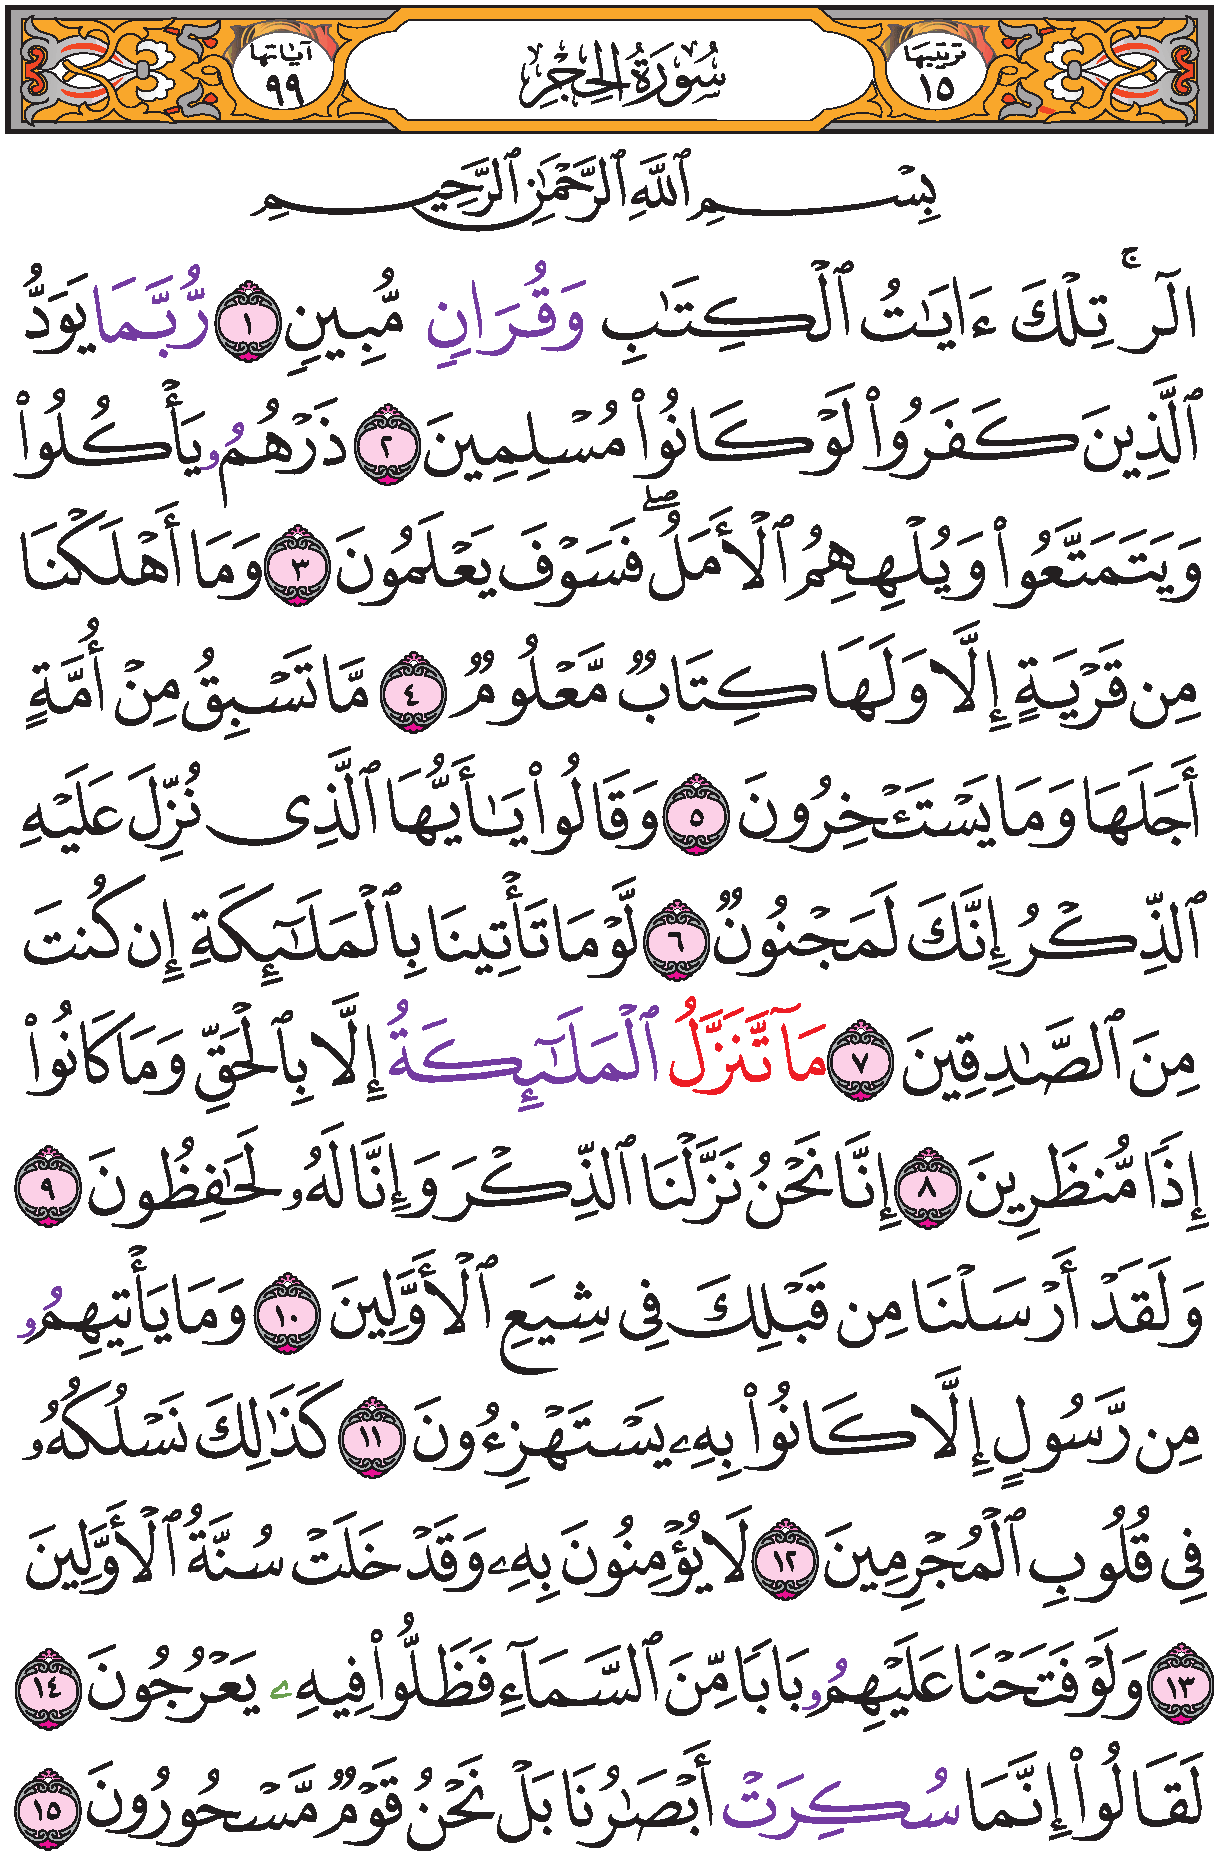 ترتيبها ١٥ سُورَةُ الحِجْرِ آياتها ٩٩
بِسْمِ ٱللَّهِ ٱلرَّحْمَٰنِ ٱلرَّحِيمِ
الٓرۚ تِلْكَ ءَايَٰتُ ٱلْكِتَٰبِ وَقُرَانٍ مُّبِينٍ ١ رُّبَّمَا يَوَدُّ
ٱلَّذِينَ كَفَرُواْ لَوْ كَانُواْ مُسْلِمِينَ ٢ ذَرْهُمُۥ يَأْكُلُواْ
وَيَتَمَتَّعُواْ وَيُلْهِهِمُ ٱلْأَمَلُۖ فَسَوْفَ يَعْلَمُونَ ٣ وَمَا أَهْلَكْنَا
مِن قَرْيَةٍ إِلَّا وَلَهَا كِتَابٌ مَّعْلُومٌ ٤ مَّا تَسْبِقُ مِنْ أُمَّةٍ
أَجَلَهَا وَمَا يَسْتَـْٔخِرُونَ ٥ وَقَالُواْ يَٰأَيُّهَا ٱلَّذِى نُزِّلَ عَلَيْهِ
ٱلذِّكْرُ إِنَّكَ لَمَجْنُونٌ ٦ لَّوْ مَا تَأْتِينَا بِٱلْمَلَٰٓئِكَةِ إِن كُنتَ
مِنَ ٱلصَّٰدِقِينَ ٧ مَآ تَّنَزَّلُ ٱلْمَلَٰٓئِكَةُ إِلَّا بِٱلْحَقِّ وَمَا كَانُواْ
إِذًا مُّنظَرِينَ ٨ إِنَّا نَحْنُ نَزَّلْنَا ٱلذِّكْرَ وَإِنَّا لَهُۥ لَحَٰفِظُونَ ٩
وَلَقَدْ أَرْسَلْنَا مِن قَبْلِكَ فِى شِيَعِ ٱلْأَوَّلِينَ ١٠ وَمَا يَأْتِيهِمُۥ
مِن رَّسُولٍ إِلَّا كَانُواْ بِهِۦ يَسْتَهْزِءُونَ ١١ كَذَٰلِكَ نَسْلُكُهُۥ
فِى قُلُوبِ ٱلْمُجْرِمِينَ ١٢ لَا يُؤْمِنُونَ بِهِۦ وَقَدْ خَلَتْ سُنَّةُ ٱلْأَوَّلِينَ
١٣ وَلَوْ فَتَحْنَا عَلَيْهِمُۥ بَابًا مِّنَ ٱلسَّمَآءِ فَظَلُّواْ فِيهِۦ يَعْرُجُونَ ١٤
لَقَالُواْ إِنَّمَا سُكِرَتْ أَبْصَٰرُنَا بَلْ نَحْنُ قَوْمٌ مَّسْحُورُونَ ١٥